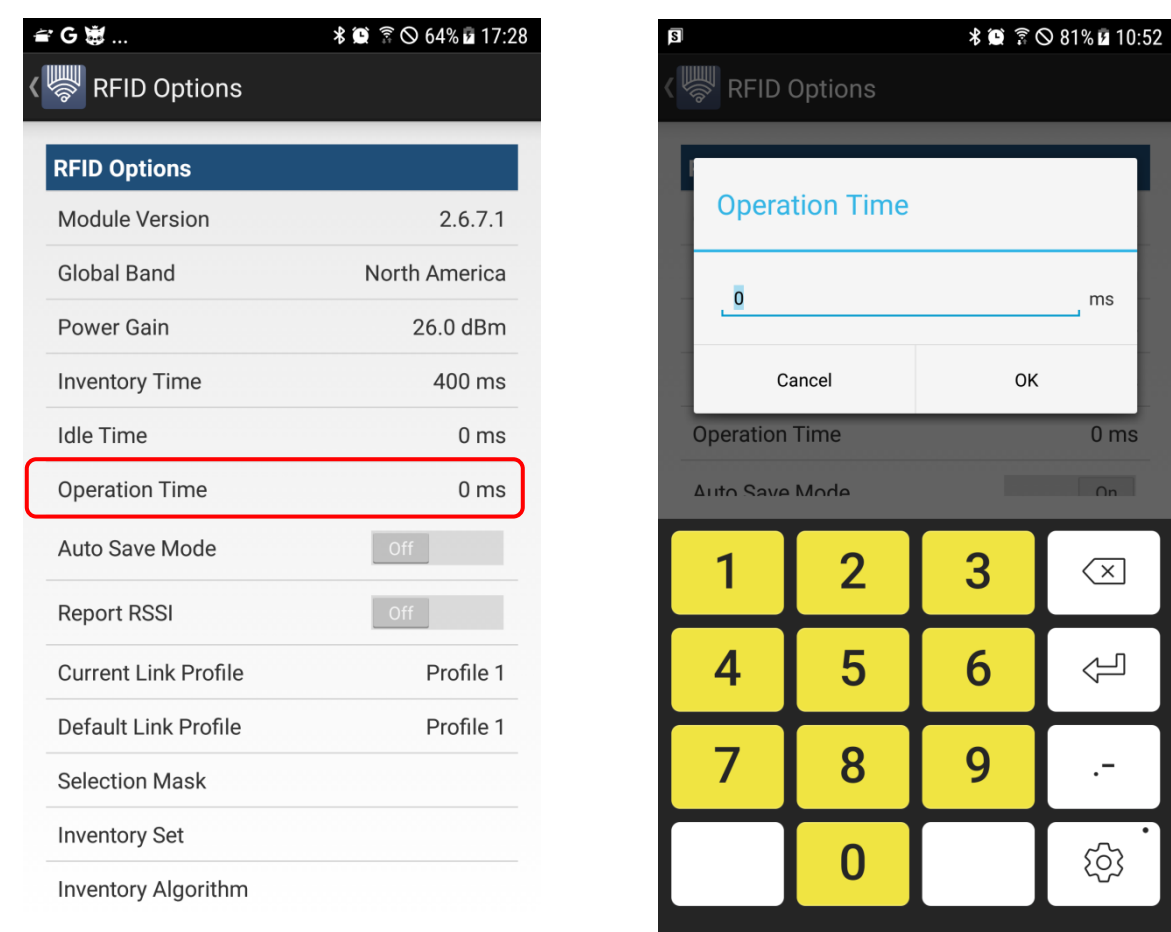 G ... 64% 17:28
RFID Options
RFID Options
Module Version 2.6.7.1
Global Band North America
Power Gain 26.0 dBm
Inventory Time 400 ms
Idle Time 0 ms
Operation Time 0 ms
Auto Save Mode Off
Report RSSI Off
Current Link Profile Profile 1
Default Link Profile Profile 1
Selection Mask
Inventory Set
Inventory Algorithm
S 81% 10:52
RFID Options
Operation Time
0 ms
Cancel OK
Operation Time 0 ms
Auto Save Mode On
1 2 3
4 5 6
7 8 9 .-
0